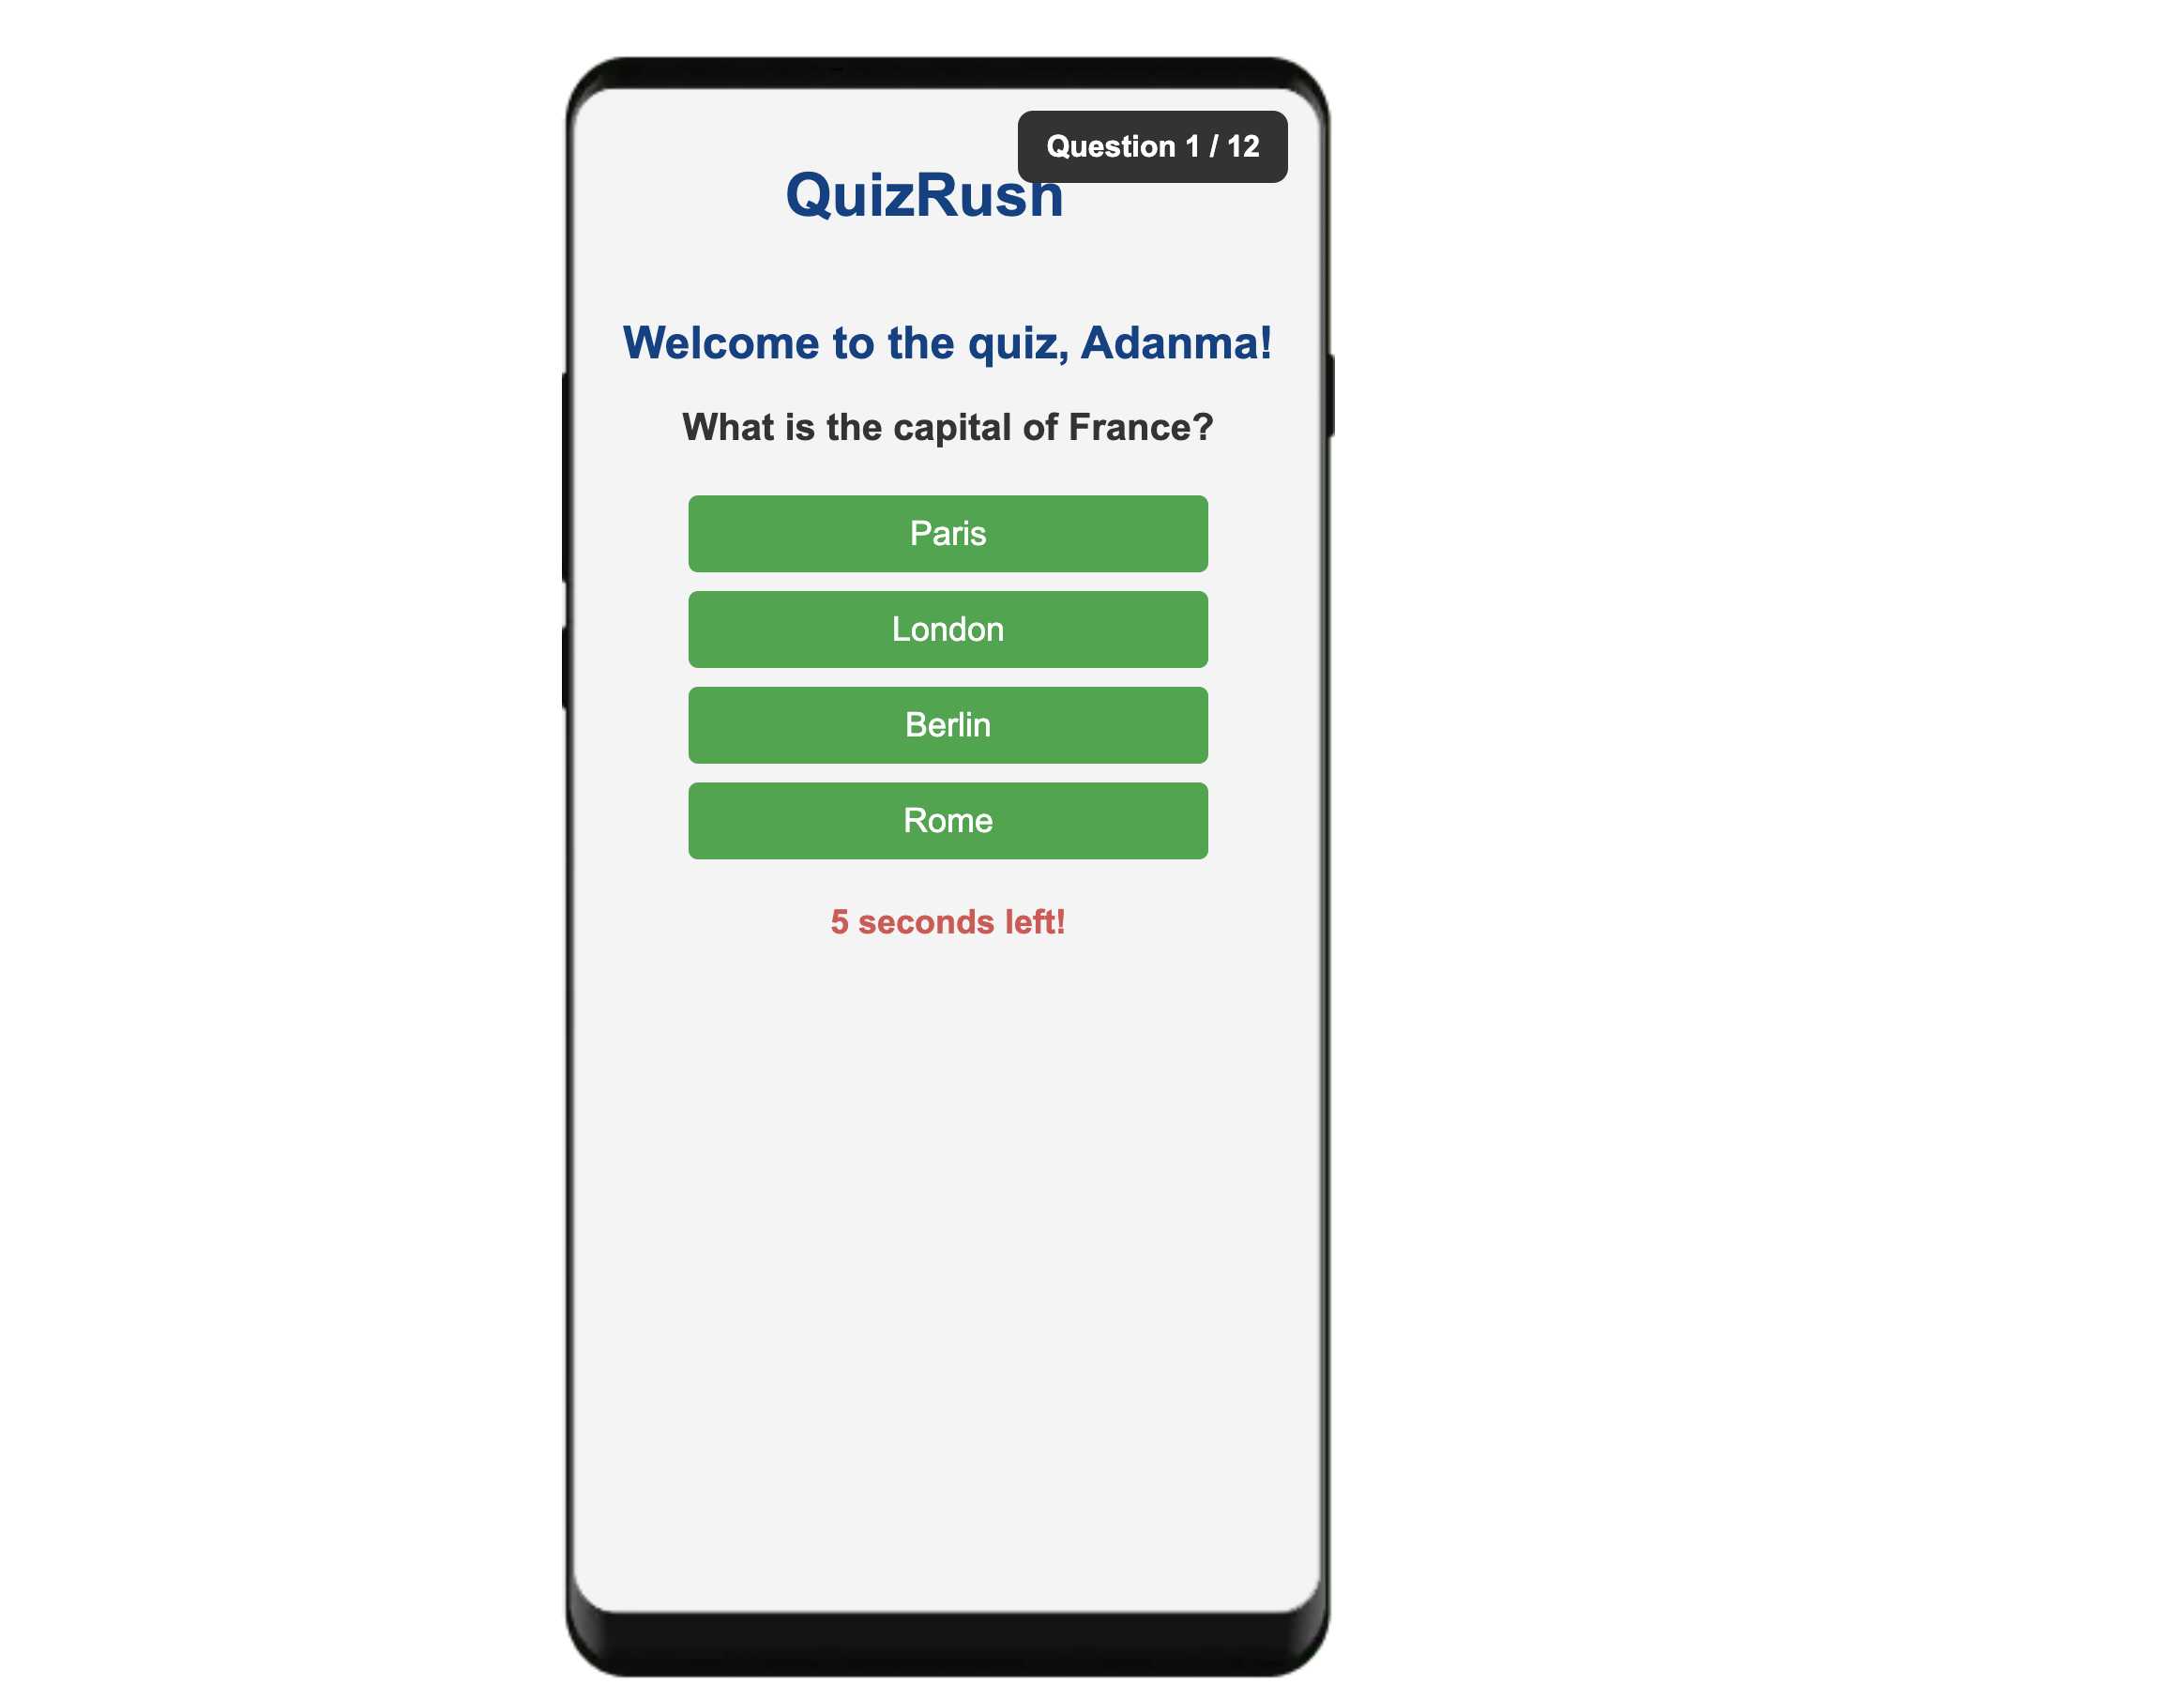 Question 1 / 12
QuizRush
Welcome to the quiz, Adanma!
What is the capital of France?
Paris
London
Berlin
Rome
5 seconds left!